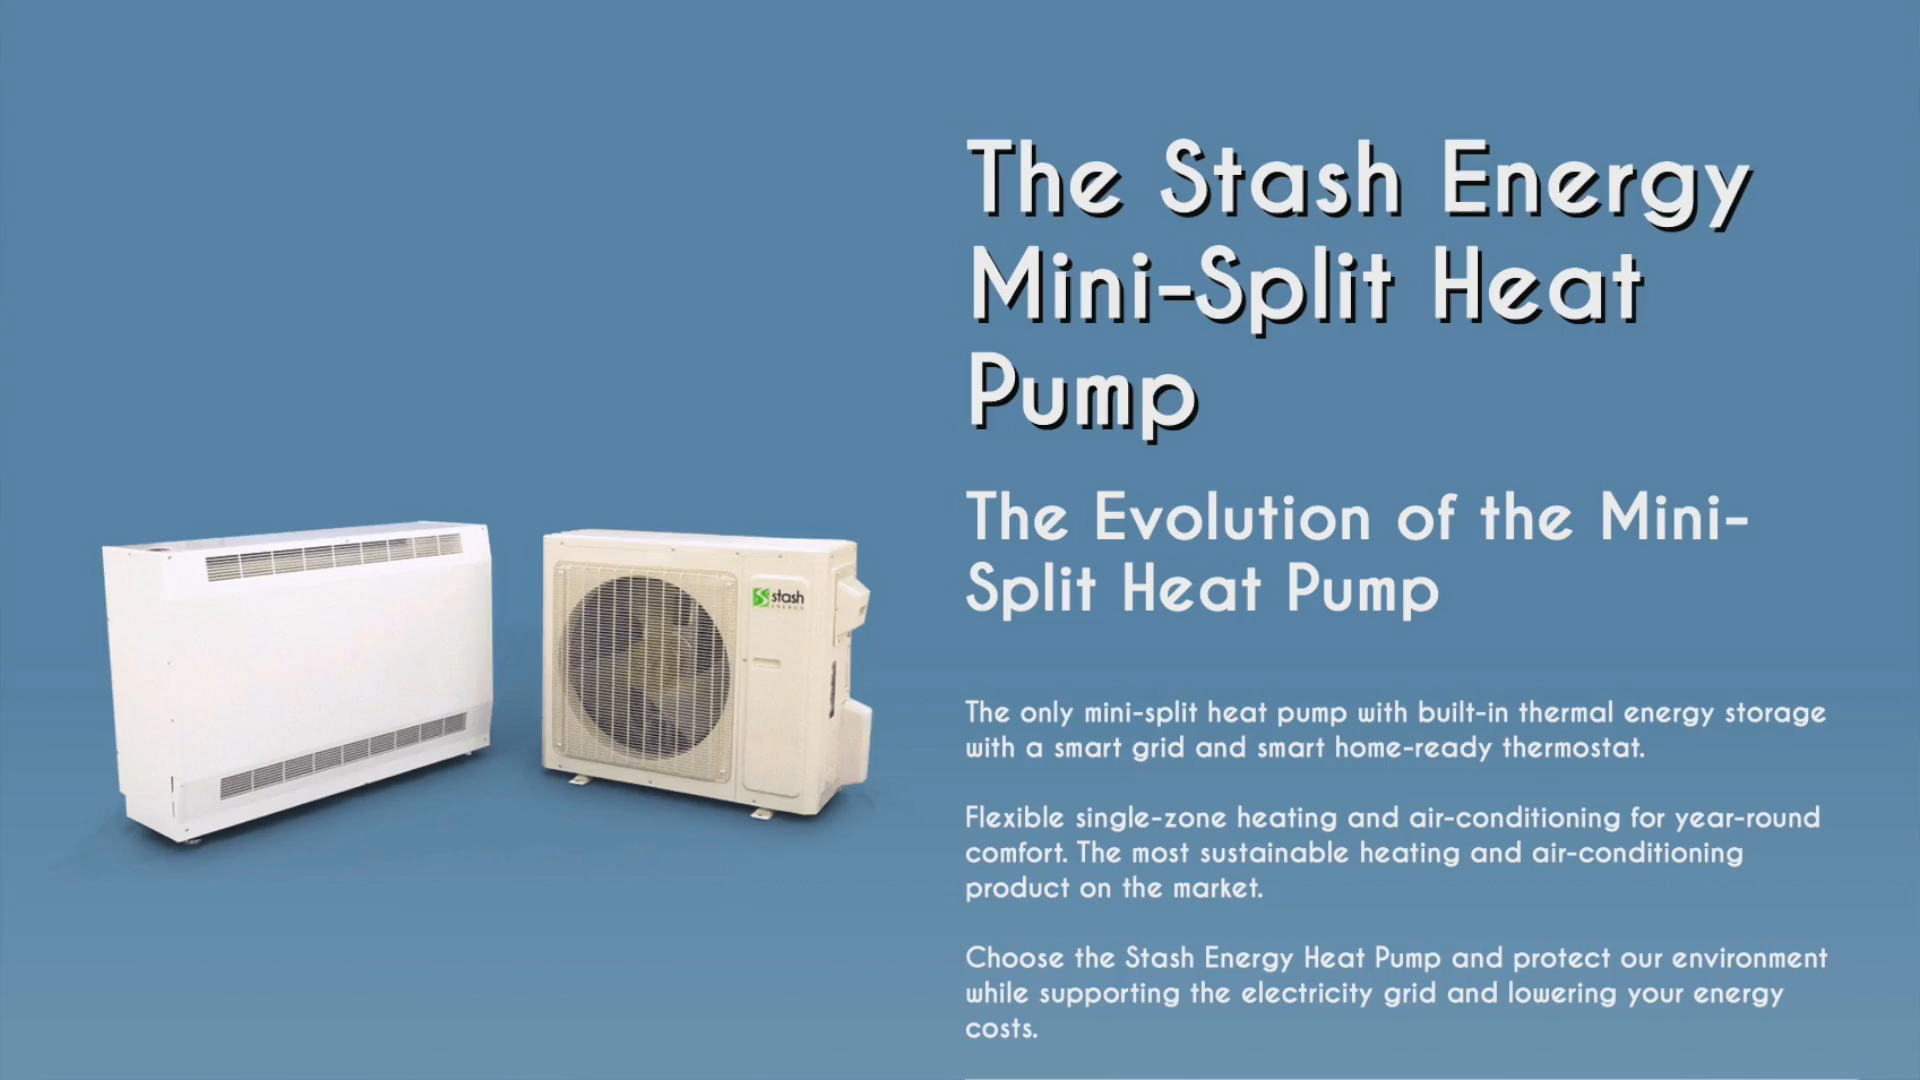 The Stash Energy
Mini-Split Heat
Pump
The Evolution of the Mini-
Split Heat Pump
The only mini-split heat pump with built-in thermal energy storage
with a smart grid and smart home-ready thermostat.
Flexible single-zone heating and air-conditioning for year-round
comfort. The most sustainable heating and air-conditioning
product on the market.
Choose the Stash Energy Heat Pump and protect our environment
while supporting the electricity grid and lowering your energy
costs.
stash
ENERGY